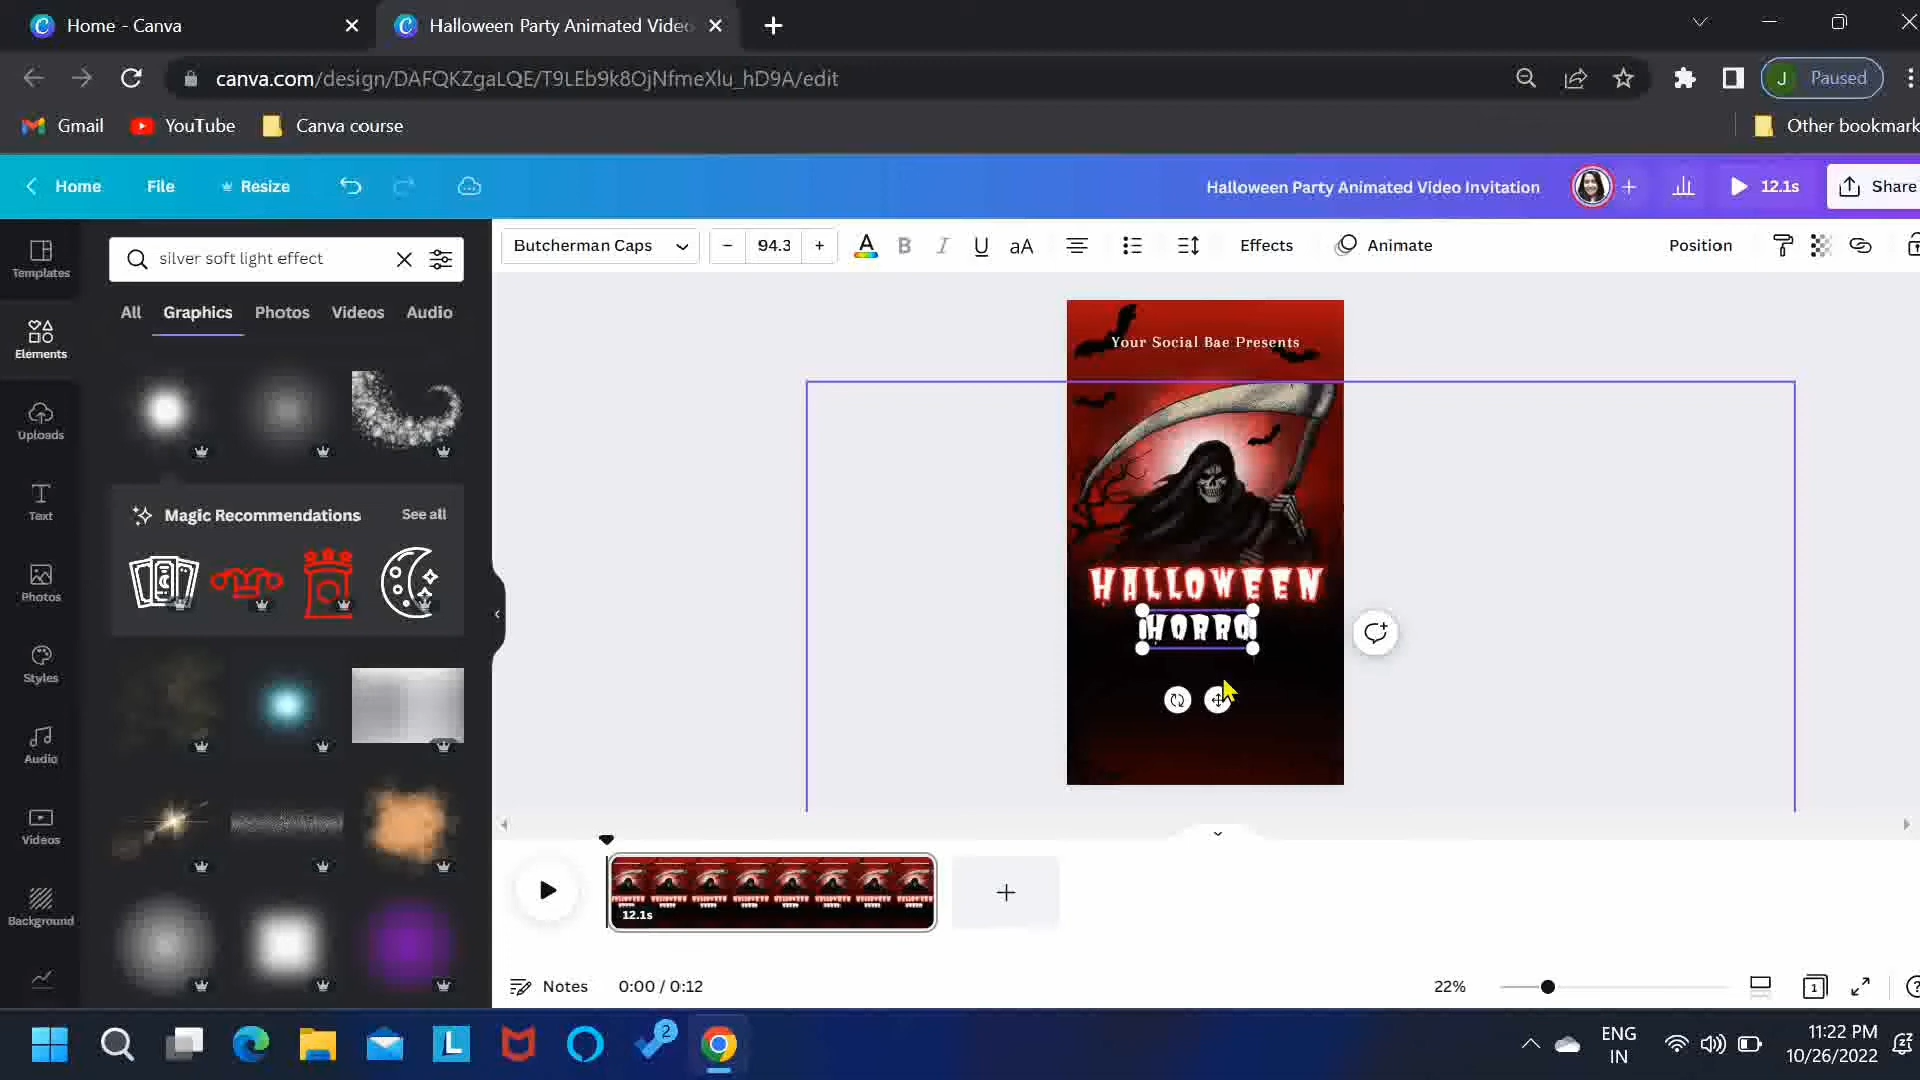 Home - Canva
Halloween Party Animated Vide
canva.com/design/DAFQKZgaLQE/T9LEb9k8OjNfmeXlu_hD9A/edit
J
Paused
Gmail
YouTube
Canva course
Other bookmark
Home
File
Resize
Halloween Party Animated Video Invitation
12.1s
Share
Templates
Elements
Uploads
Text
Photos
Styles
Audio
Videos
Background
silver soft light effect
All
Graphics
Photos
Videos
Audio
Magic Recommendations
See all
Butcherman Caps
94.3
A
B
I
U
aA
Effects
Animate
Position
Your Social Bae Presents
HALLOWEEN
HORRO
12.1s
Notes
0:00 / 0:12
22%
1
L
2
ENG
IN
11:22 PM
10/26/2022